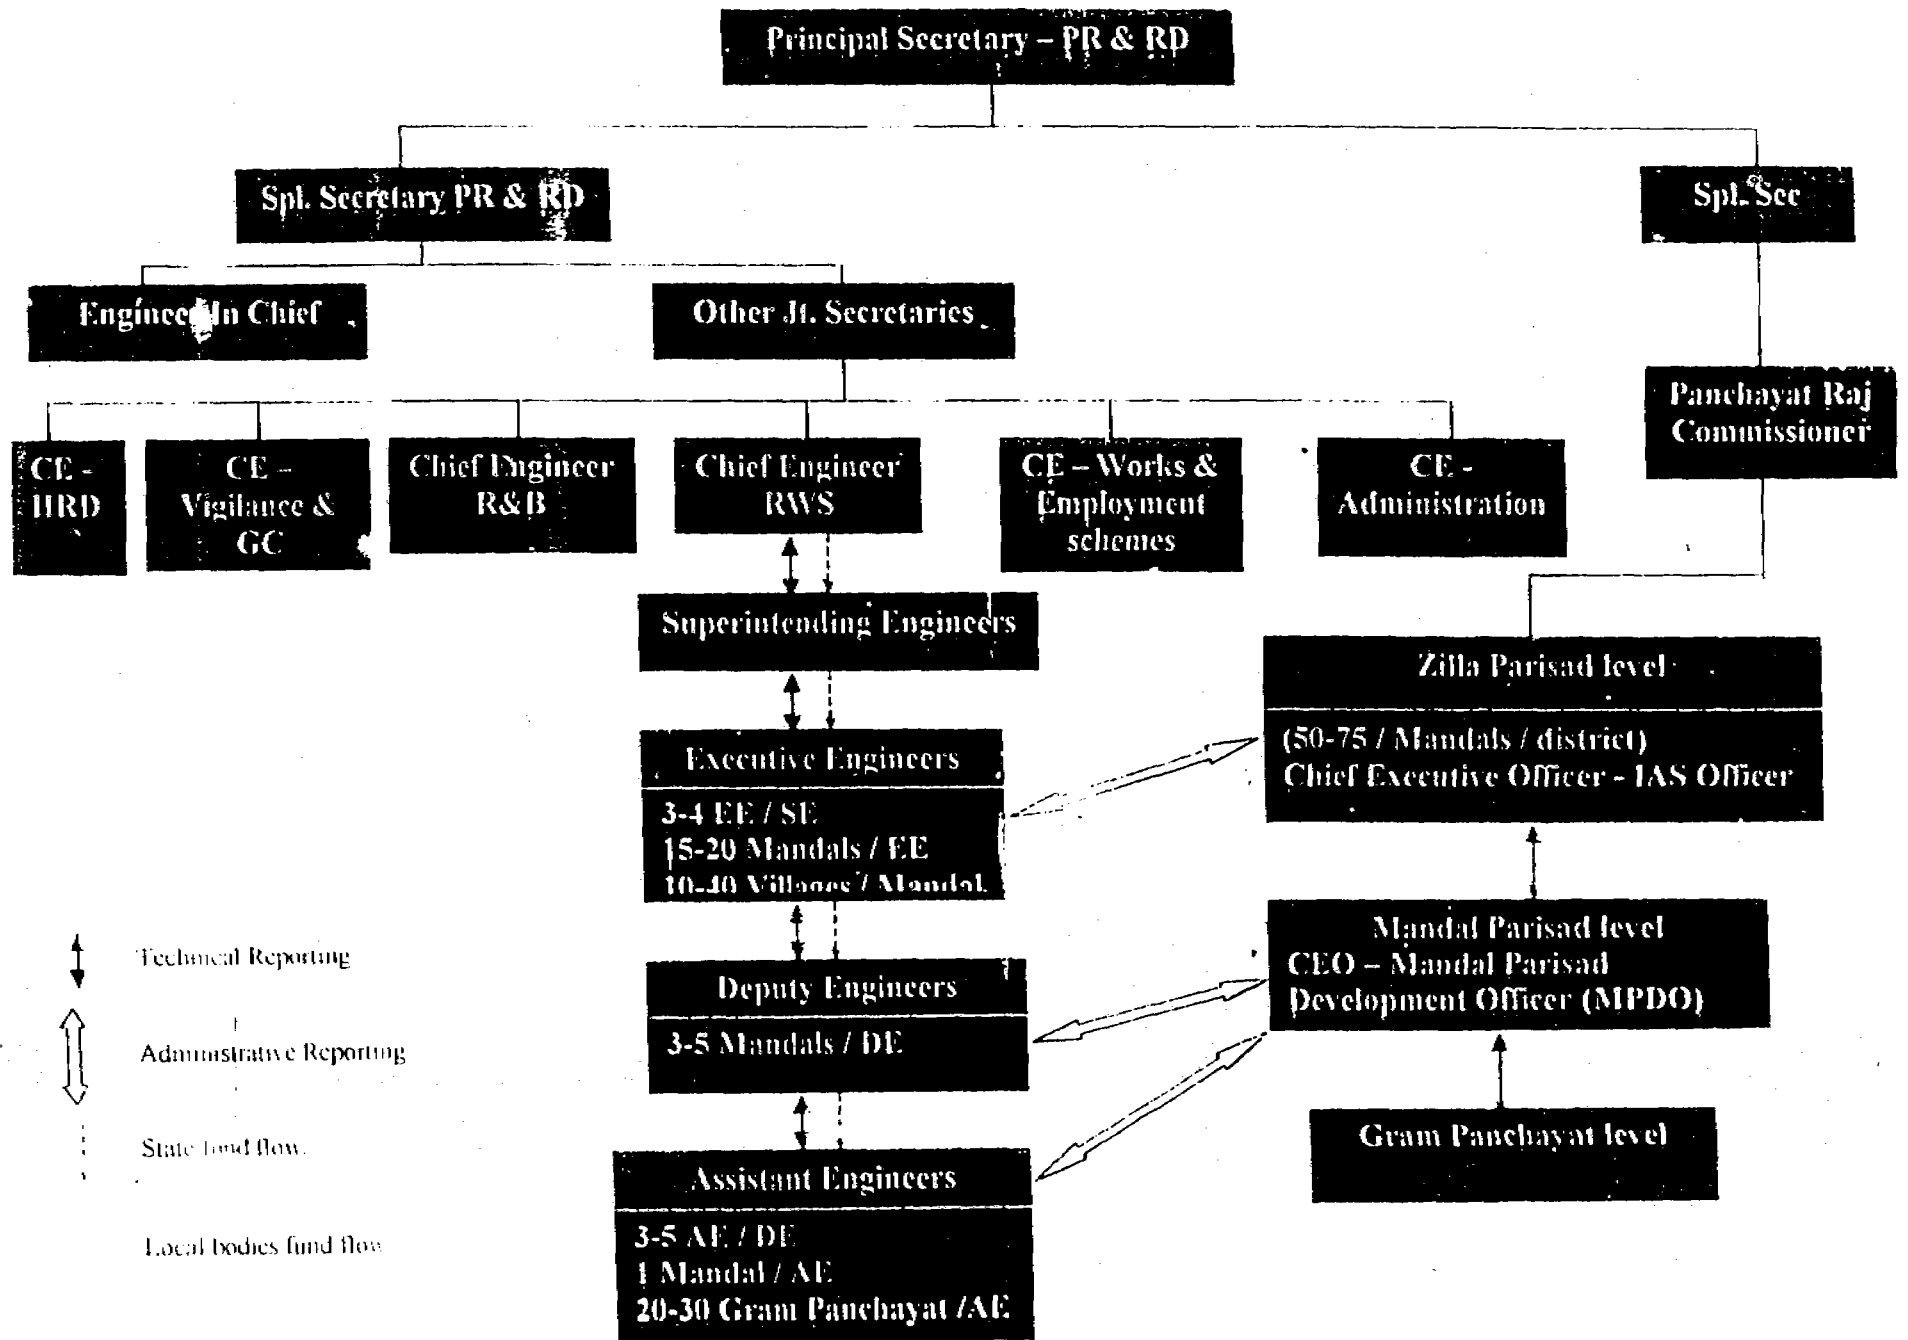 Principal Secretary – PR & RD
Spl. Secretary PR & RD
Spl. Sec
Engineer In Chief
Other Jt. Secretaries
Panchayat Raj
Commissioner
CE -
HRD
CE –
Vigilance &
GC
Chief Engineer
R&B
Chief Engineer
RWS
CE – Works &
Employment
schemes
CE -
Administration
Superintending Engineers
Zilla Parisad level
(50-75 / Mandals / district)
Chief Executive Officer - IAS Officer
Executive Engineers
3-4 EE / SE
15-20 Mandals / EE
10-40 Villages / Mandal
Mandal Parisad level
CEO – Mandal Parisad
Development Officer (MPDO)
Technical Reporting
Deputy Engineers
3-5 Mandals / DE
Administrative Reporting
Gram Panchayat level
State fund flow
Assistant Engineers
3-5 AE / DE
1 Mandal / AE
20-30 Gram Panchayat /AE
Local bodies fund flow